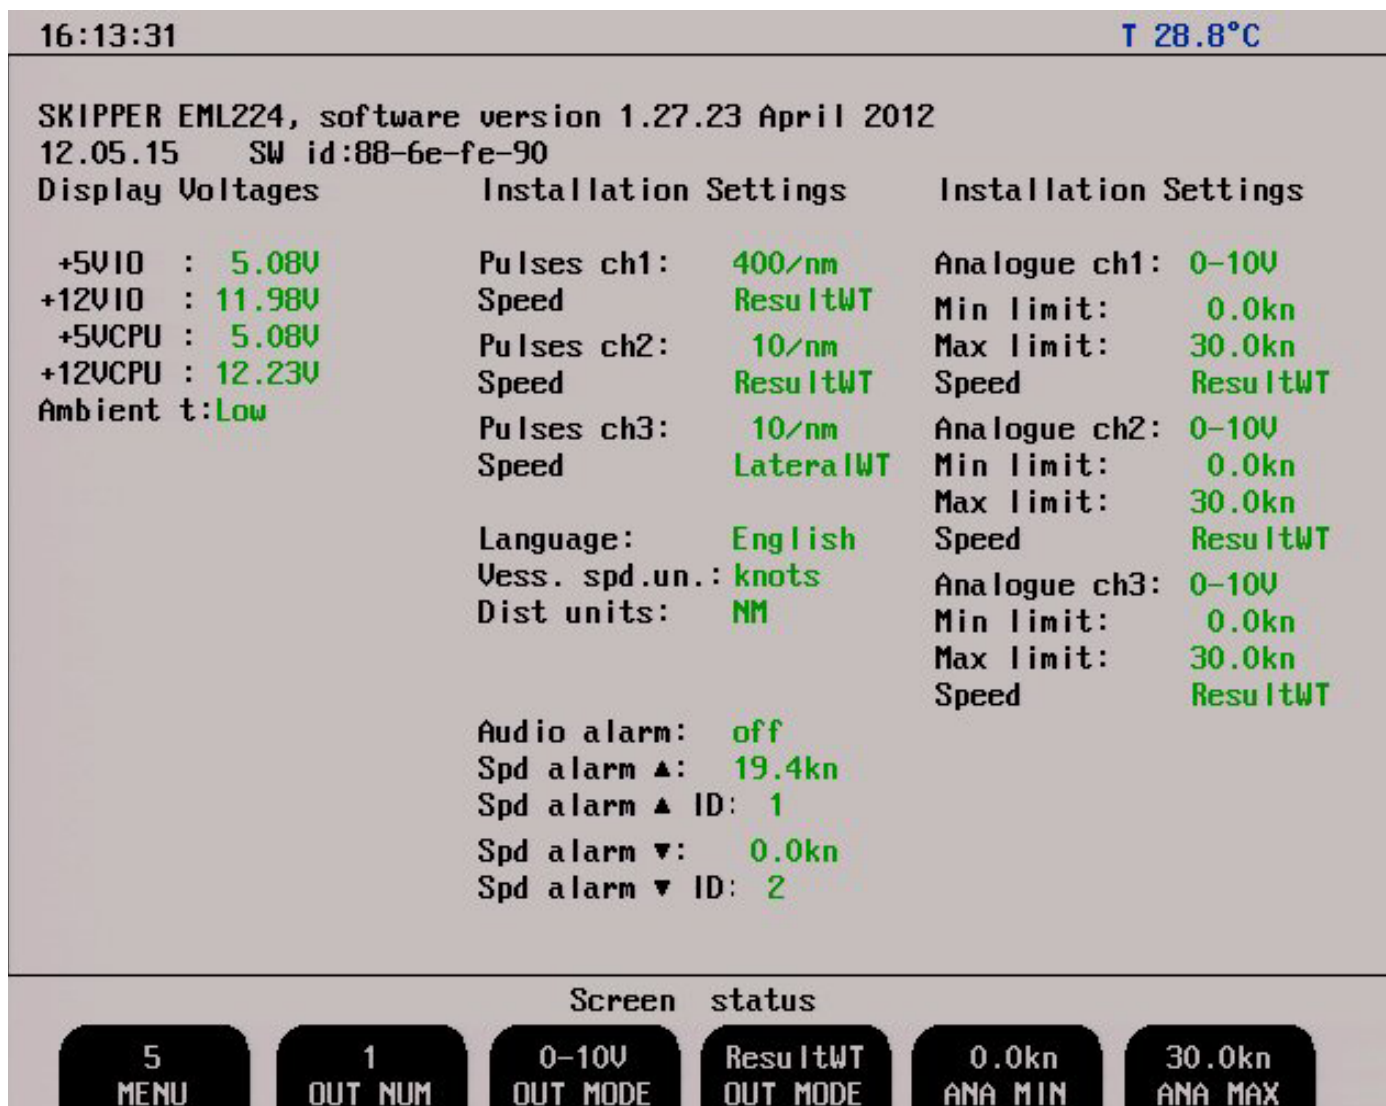 16:13:31 T 28.8°C
SKIPPER EML224, software version 1.27.23 April 2012
12.05.15 SW id:88-6e-fe-90
Display Voltages
+5VIO : 5.08V
+12VIO : 11.98V
+5VCPU : 5.08V
+12VCPU : 12.23V
Ambient t:Low
Installation Settings
Pulses ch1: 400/nm
Speed ResultWT
Pulses ch2: 10/nm
Speed ResultWT
Pulses ch3: 10/nm
Speed LateralWT
Language: English
Vess. spd.un.: knots
Dist units: NM
Audio alarm: off
Spd alarm ▲: 19.4kn
Spd alarm ▲ ID: 1
Spd alarm ▼: 0.0kn
Spd alarm ▼ ID: 2
Installation Settings
Analogue ch1: 0-10V
Min limit: 0.0kn
Max limit: 30.0kn
Speed ResultWT
Analogue ch2: 0-10V
Min limit: 0.0kn
Max limit: 30.0kn
Speed ResultWT
Analogue ch3: 0-10V
Min limit: 0.0kn
Max limit: 30.0kn
Speed ResultWT
Screen status
5
MENU
1
OUT NUM
0-10V
OUT MODE
ResultWT
OUT MODE
0.0kn
ANA MIN
30.0kn
ANA MAX